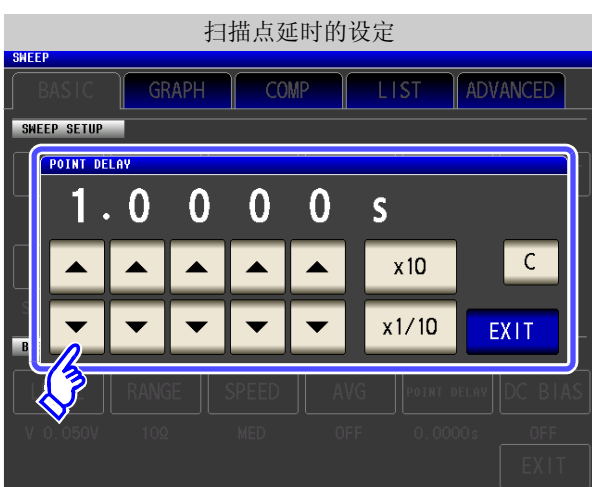 扫描点延时的设定
SWEEP
BASIC GRAPH COMP LIST ADVANCED
SWEEP SETUP
POINT DELAY
1.0000 s
x10 C
x1/10 EXIT
RANGE SPEED AVG POINT DELAY DC BIAS
V 0.050V 10Ω MED OFF 0.0000s OFF
EXIT